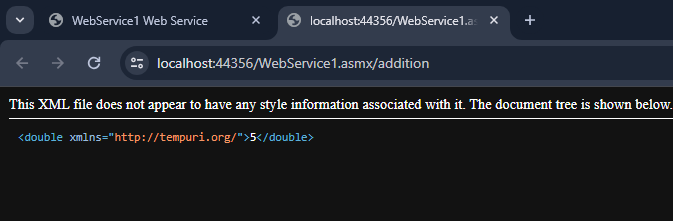 WebService1 Web Service
localhost:44356/WebService1.as
localhost:44356/WebService1.asmx/addition
This XML file does not appear to have any style information associated with it. The document tree is shown below.
<double xmlns="http://tempuri.org/">5</double>